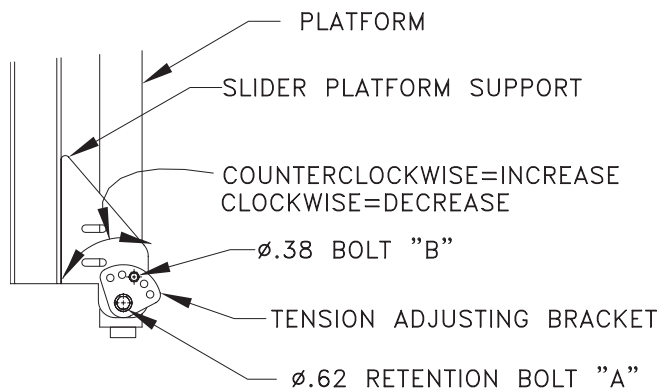 PLATFORM
SLIDER PLATFORM SUPPORT
COUNTERCLOCKWISE=INCREASE
CLOCKWISE=DECREASE
ø.38 BOLT ”B”
TENSION ADJUSTING BRACKET
ø.62 RETENTION BOLT ”A”